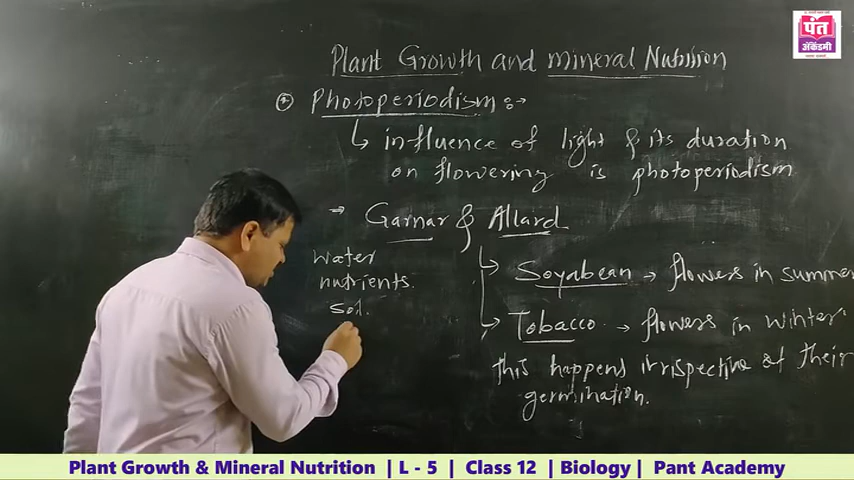 पंत
अॅकॅडमी
Plant Growth and mineral Nutrition
Photoperiodism :-
influence of light & its duration
on flowering is photoperiodism
→ Garnar & Allard
water
nutrients.
Soi
Soyabean → flowers in summer
Tobacco → flowers in winter
this happens irrispective of their
germination.
Plant Growth & Mineral Nutrition | L - 5 | Class 12 | Biology | Pant Academy